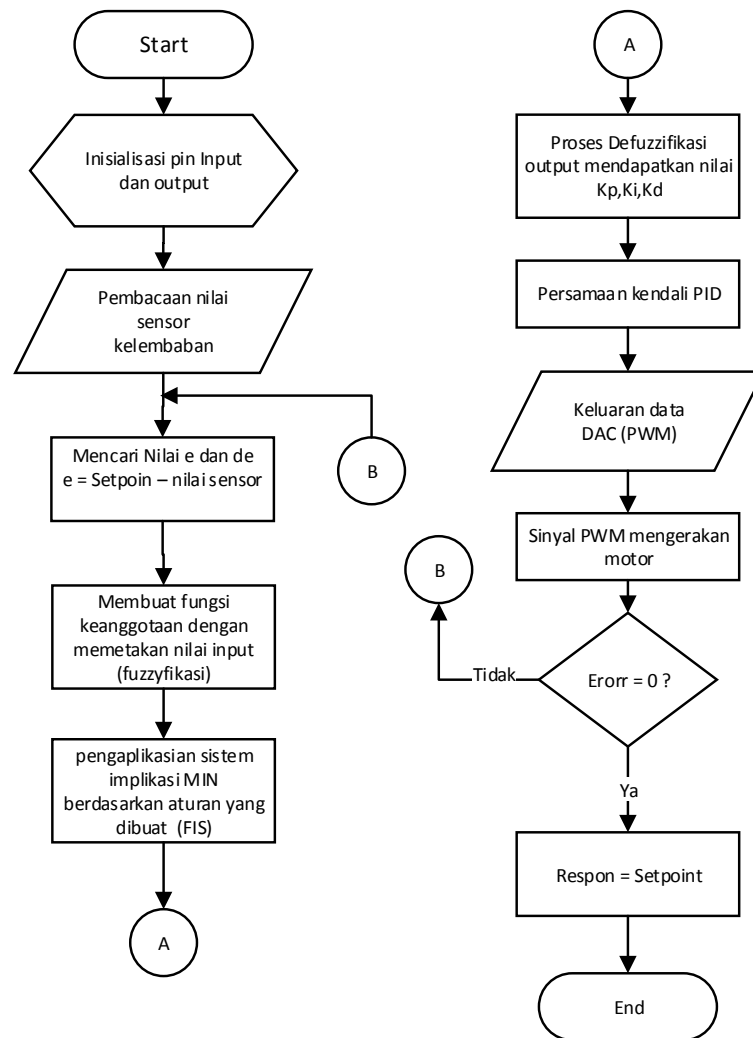 Start
Inisialisasi pin Input
dan output
Pembacaan nilai
sensor
kelembaban
Mencari Nilai e dan de
e = Setpoin – nilai sensor
B
Membuat fungsi
keanggotaan dengan
memetakan nilai input
(fuzzyfikasi)
pengaplikasian sistem
implikasi MIN
berdasarkan aturan yang
dibuat (FIS)
A
A
Proses Defuzzifikasi
output mendapatkan nilai
Kp,Ki,Kd
Persamaan kendali PID
Keluaran data
DAC (PWM)
Sinyal PWM mengerakan
motor
B
Tidak
Erorr = 0 ?
Ya
Respon = Setpoint
End